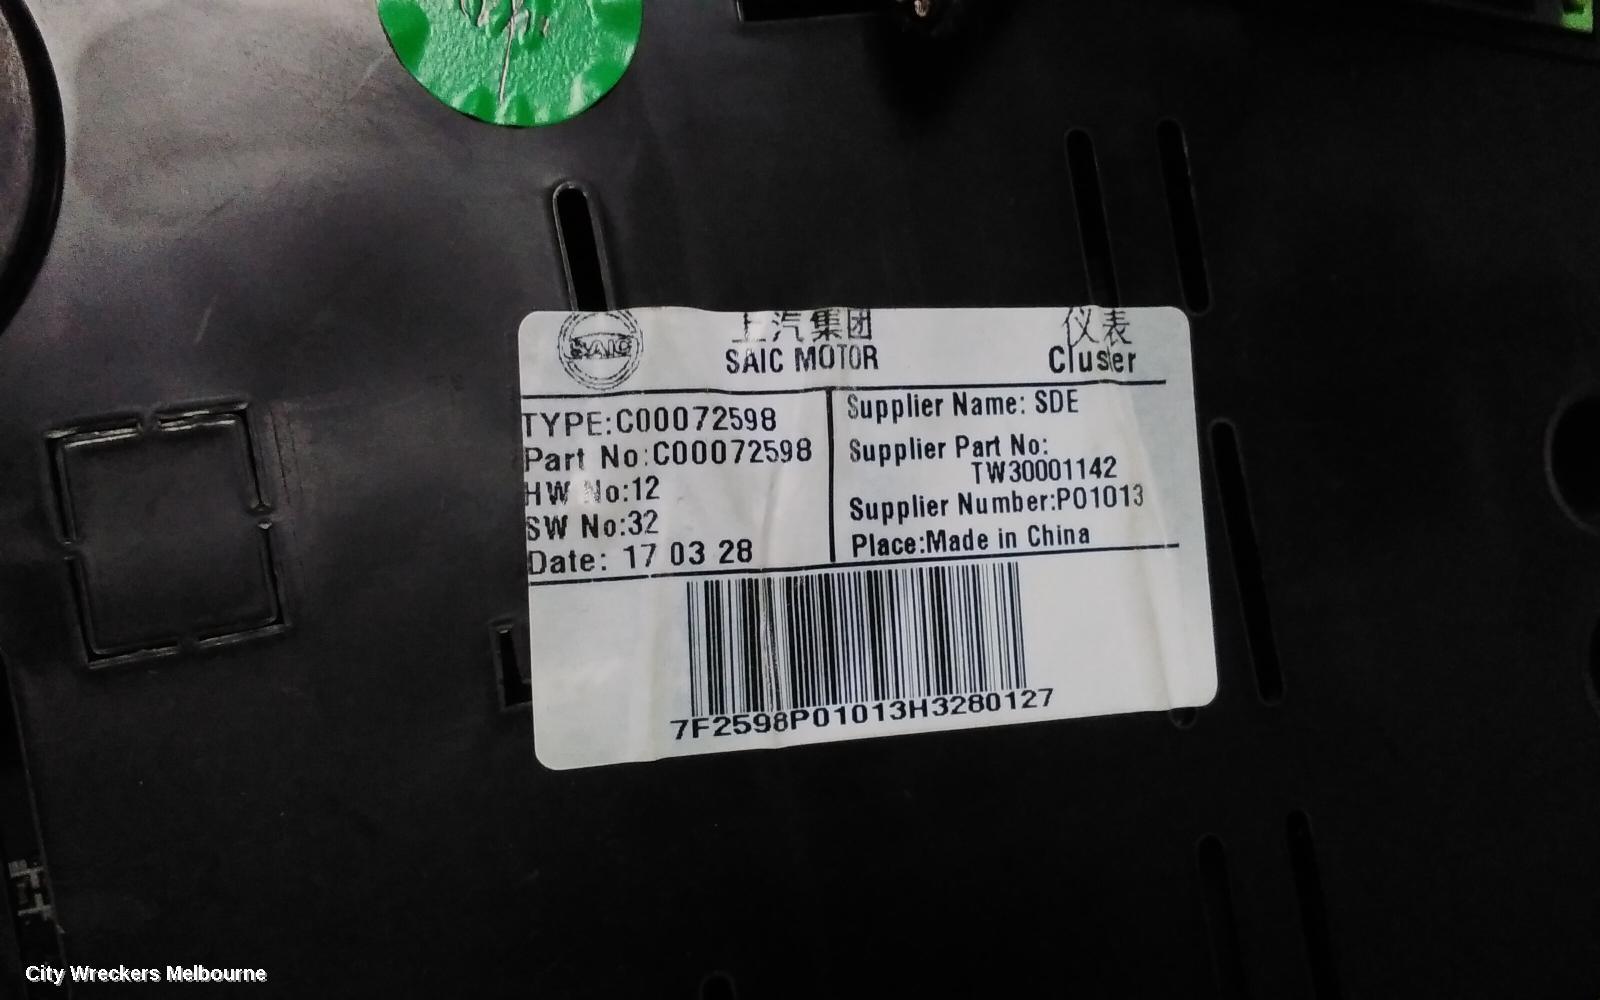 SAIC
上汽集团
仪表
SAIC MOTOR
Cluser
TYPE:C00072598
Part No:C00072598
HW No:12
SW No:32
Date: 17 03 28
Supplier Name: SDE
Supplier Part No:
TW30001142
Supplier Number:P01013
Place:Made in China
7F2598P01013H3280127
City Wreckers Melbourne